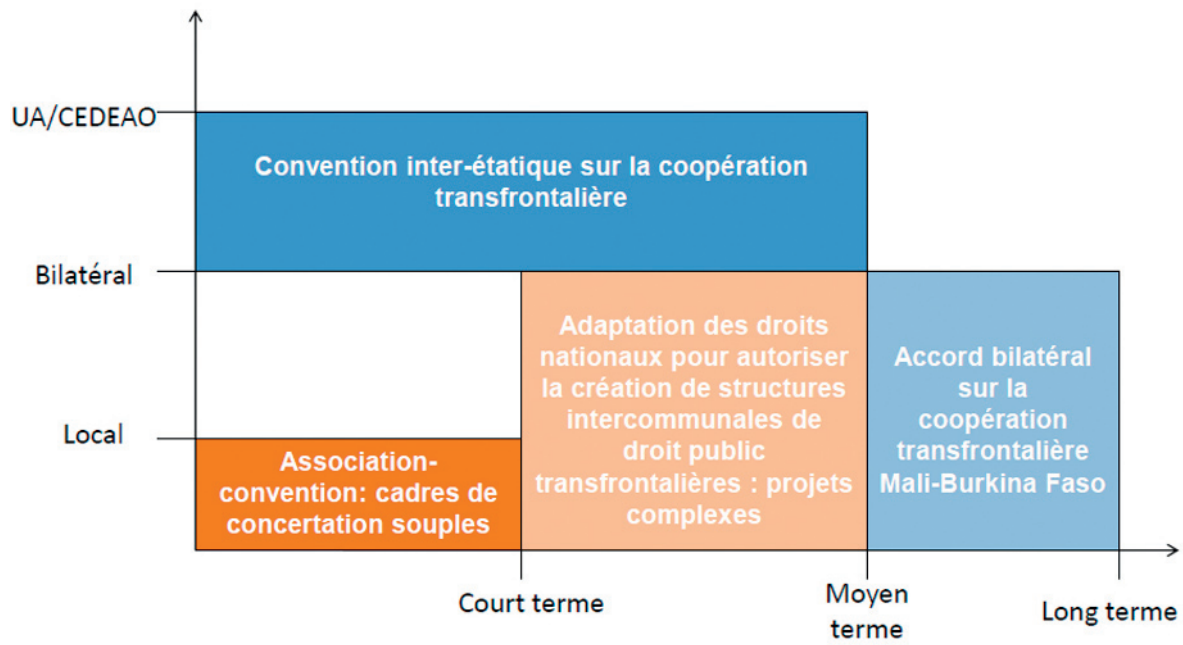 UA/CEDEAO
Convention inter-étatique sur la coopération
transfrontalière
Bilatéral
Adaptation des droits
nationaux pour autoriser
la création de structures
intercommunales de
droit public
transfrontalières : projets
complexes
Accord bilatéral
sur la
coopération
transfrontalière
Mali-Burkina Faso
Local
Association-
convention: cadres de
concertation souples
Court terme
Moyen
terme
Long terme